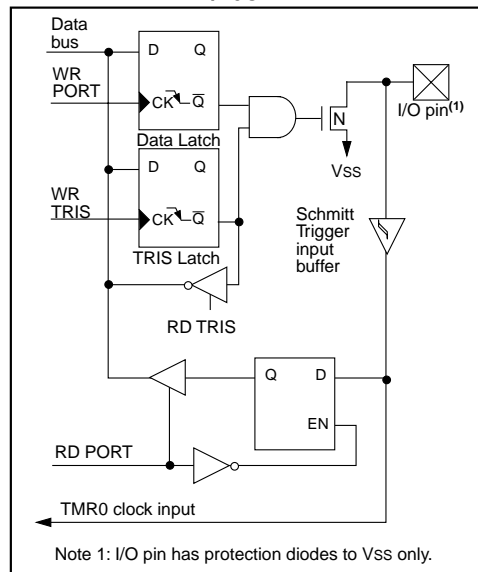 Data
bus
D Q
WR
PORT
CK Q
N
I/O pin(1)
Data Latch
VSS
D Q
WR
TRIS
CK Q
Schmitt
Trigger
input
buffer
TRIS Latch
RD TRIS
Q D
EN
RD PORT
TMR0 clock input
Note 1: I/O pin has protection diodes to VSS only.